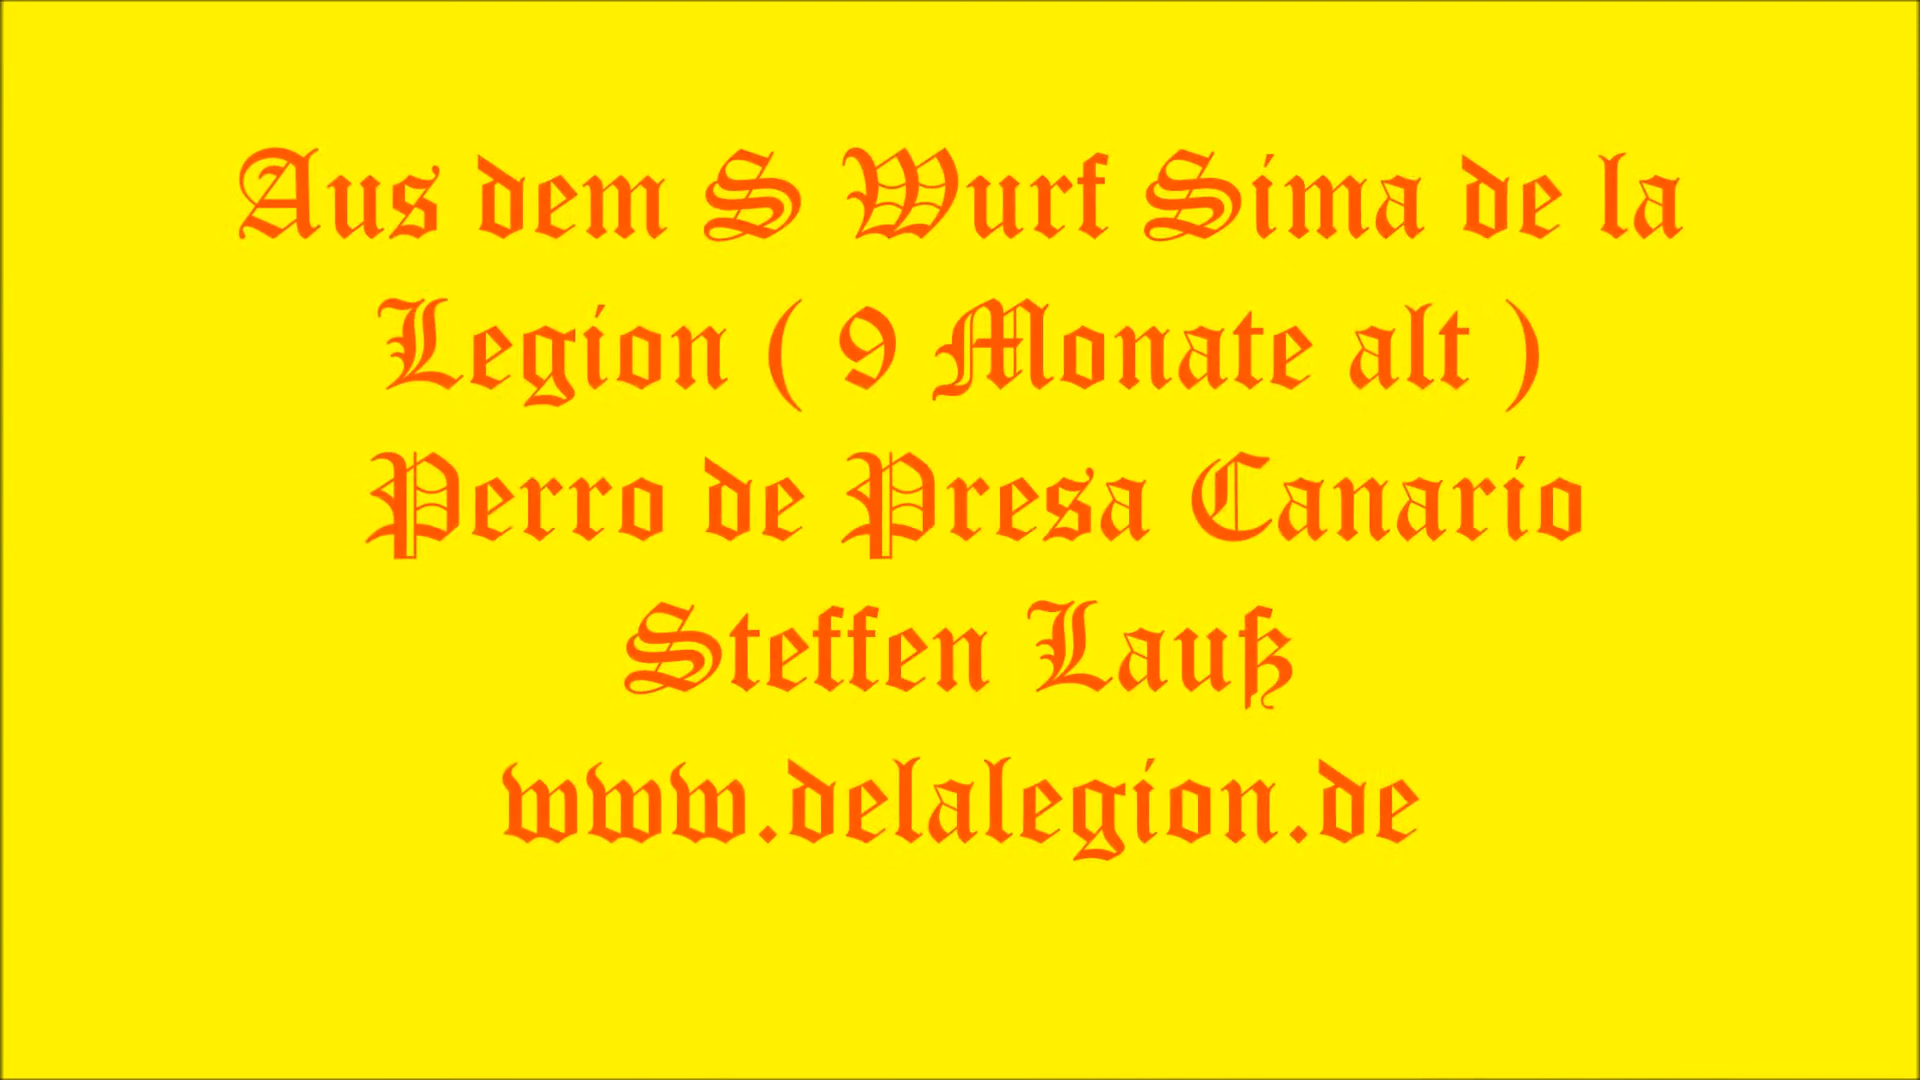 Aus dem S Wurf Sima de la
Legion ( 9 Monate alt )
Perro de Presa Canario
Steffen Lauß
www.delalegion.de